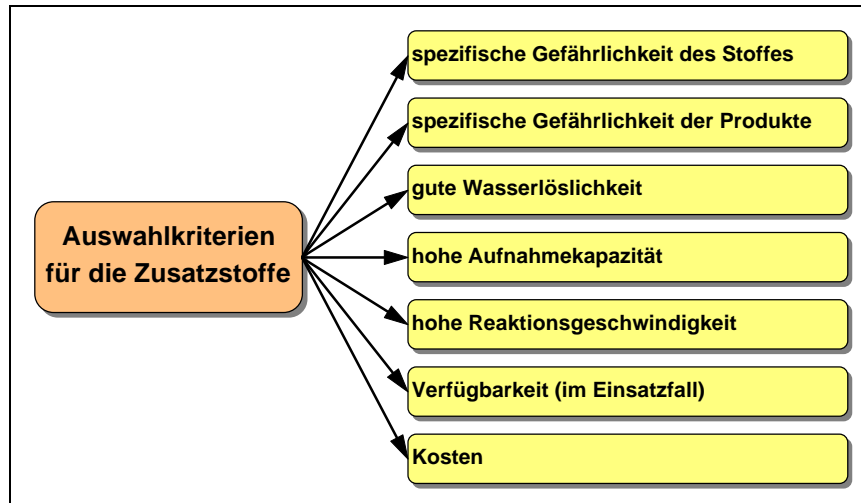 Auswahlkriterien
für die Zusatzstoffe
spezifische Gefährlichkeit des Stoffes
spezifische Gefährlichkeit der Produkte
gute Wasserlöslichkeit
hohe Aufnahmekapazität
hohe Reaktionsgeschwindigkeit
Verfügbarkeit (im Einsatzfall)
Kosten